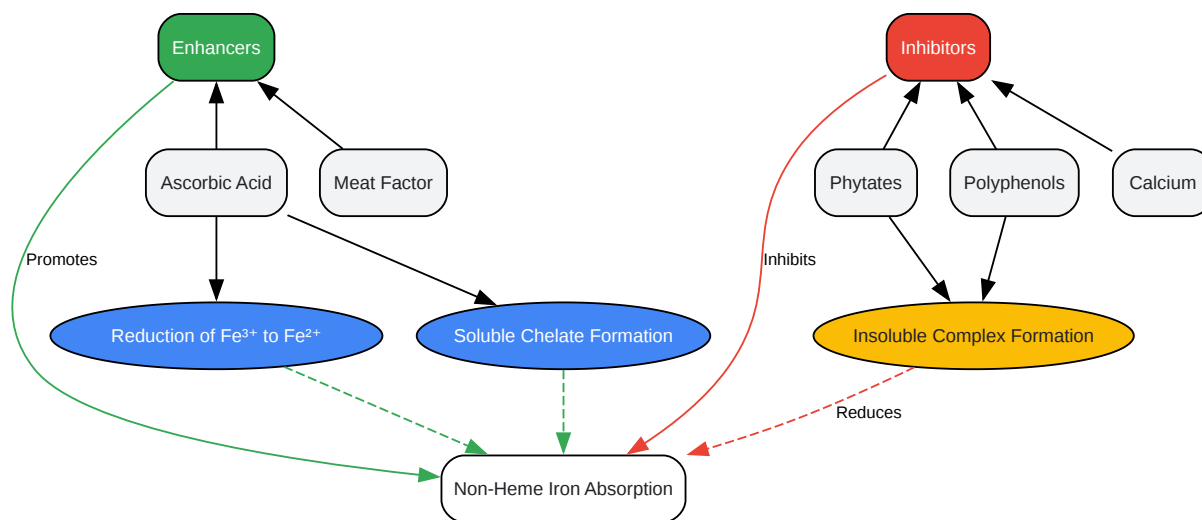 Enhancers
Inhibitors
Ascorbic Acid
Meat Factor
Phytates
Polyphenols
Calcium
Promotes
Inhibits
Reduction of Fe³⁺ to Fe²⁺
Soluble Chelate Formation
Insoluble Complex Formation
Reduces
Non-Heme Iron Absorption